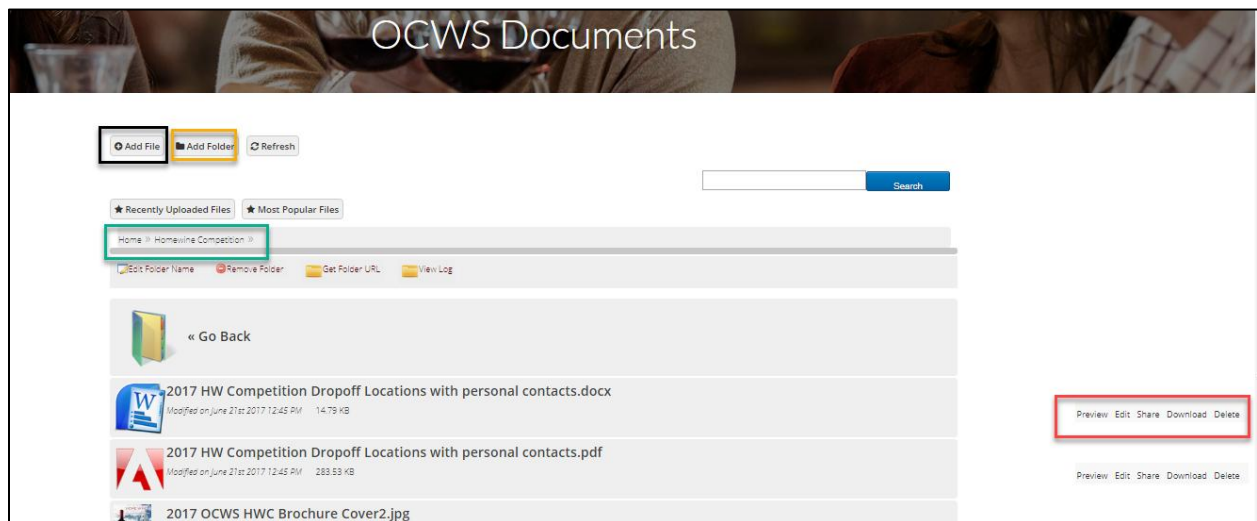 OCWS Documents
Add File Add Folder Refresh
Search
Recently Uploaded Files Most Popular Files
Home » Homewine Competition »
Edit Folder Name Remove Folder Get Folder URL View Log
« Go Back
2017 HW Competition Dropoff Locations with personal contacts.docx
Modified on June 21st 2017 12:45 PM 14.79 KB
Preview Edit Share Download Delete
2017 HW Competition Dropoff Locations with personal contacts.pdf
Modified on June 21st 2017 12:45 PM 283.53 KB
Preview Edit Share Download Delete
2017 OCWS HWC Brochure Cover2.jpg